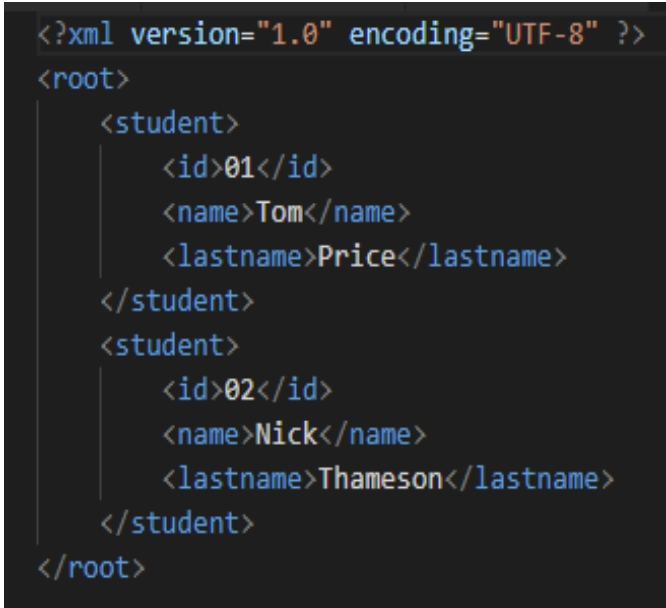 <?xml version="1.0" encoding="UTF-8" ?>
<root>
<student>
<id>01</id>
<name>Tom</name>
<lastname>Price</lastname>
</student>
<student>
<id>02</id>
<name>Nick</name>
<lastname>Thameson</lastname>
</student>
</root>